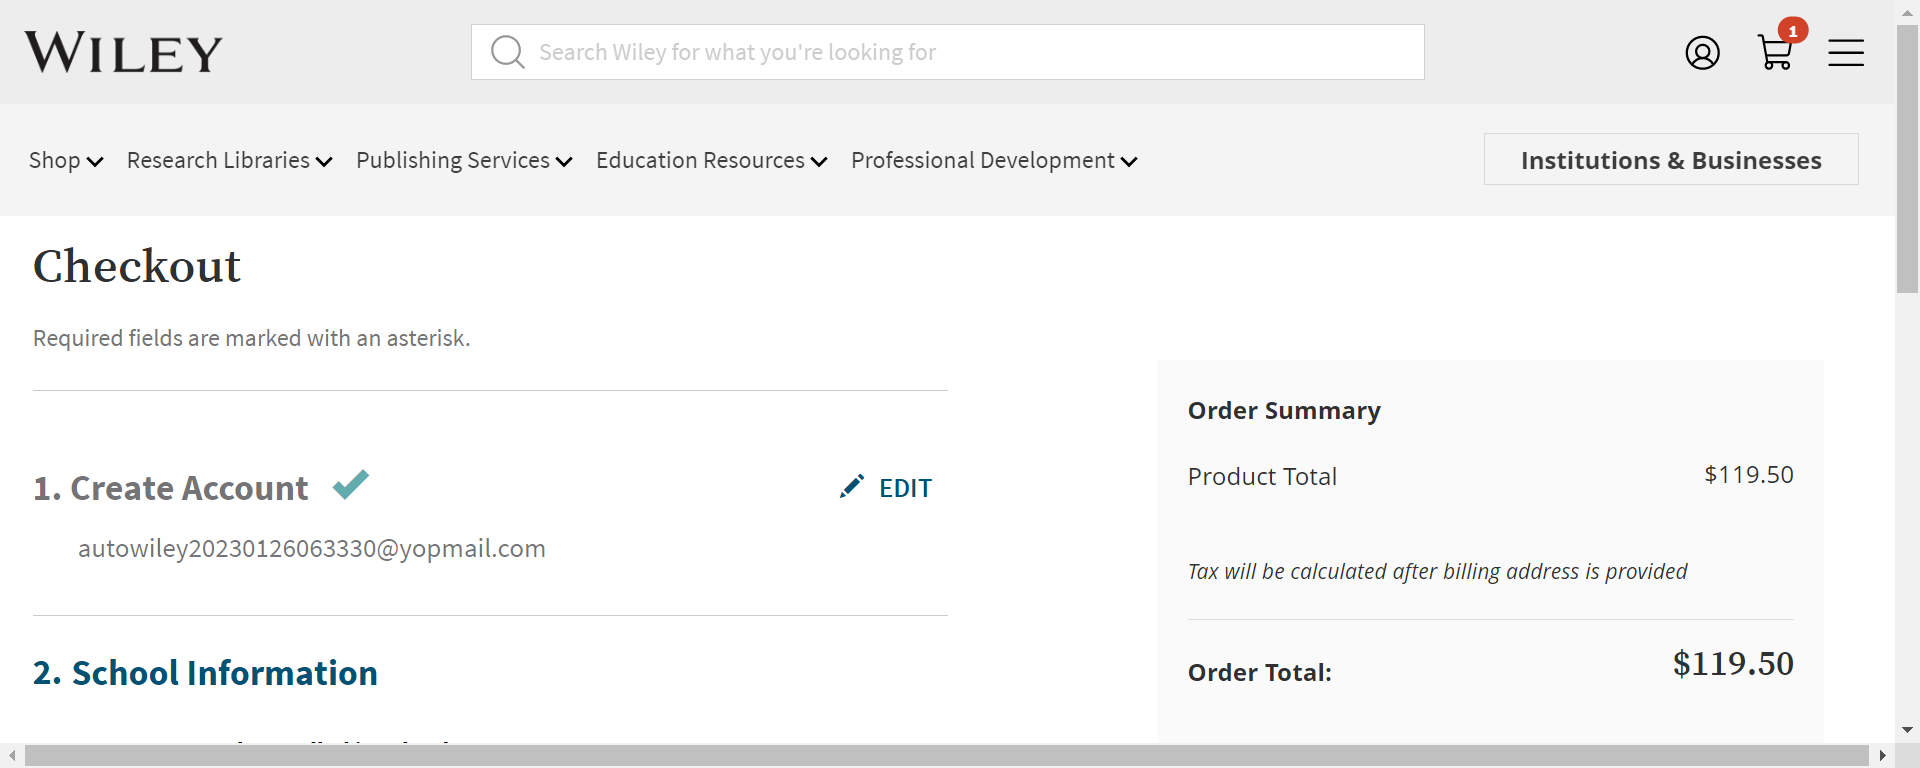 WILEY
Search Wiley for what you're looking for
1
Shop Research Libraries Publishing Services Education Resources Professional Development
Institutions & Businesses
Checkout
Required fields are marked with an asterisk.
1. Create Account
EDIT
autowiley20230126063330@yopmail.com
2. School Information
Order Summary
Product Total $119.50
Tax will be calculated after billing address is provided
Order Total: $119.50